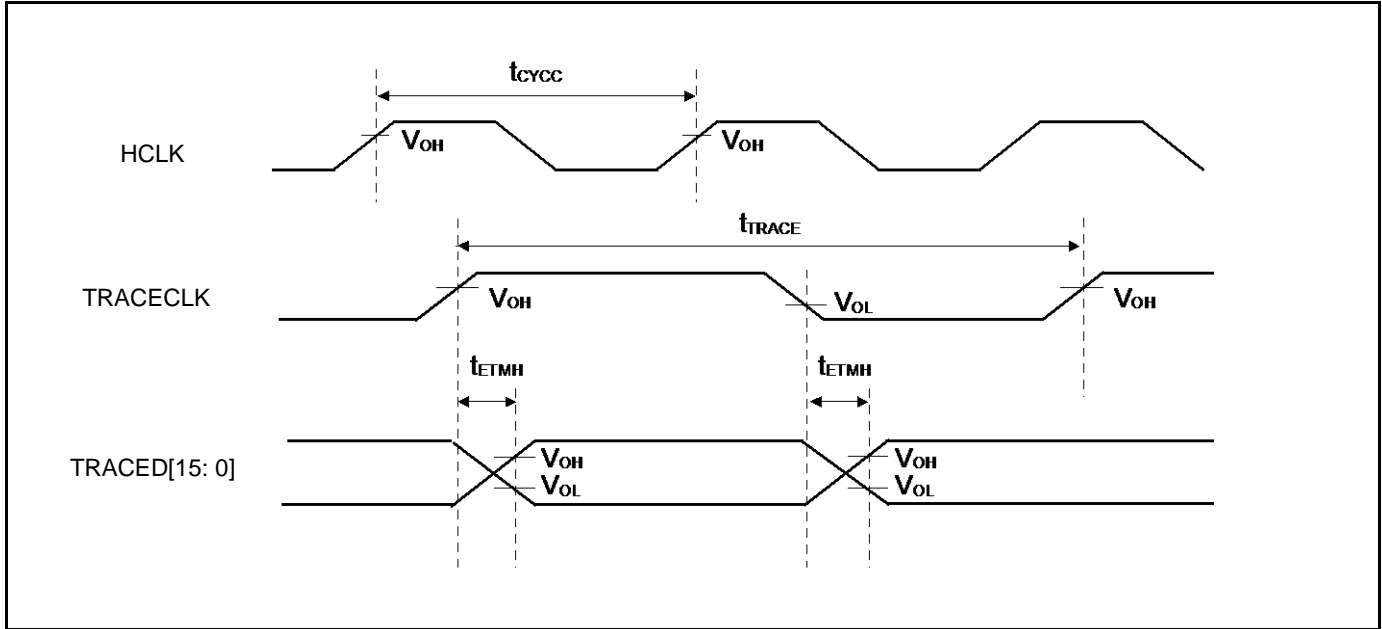 tCYCC
HCLK
VOH
VOH
tTRACE
TRACECLK
VOH
VOL
VOH
tETMH
tETMH
TRACED[15: 0]
VOH
VOH
VOL
VOL